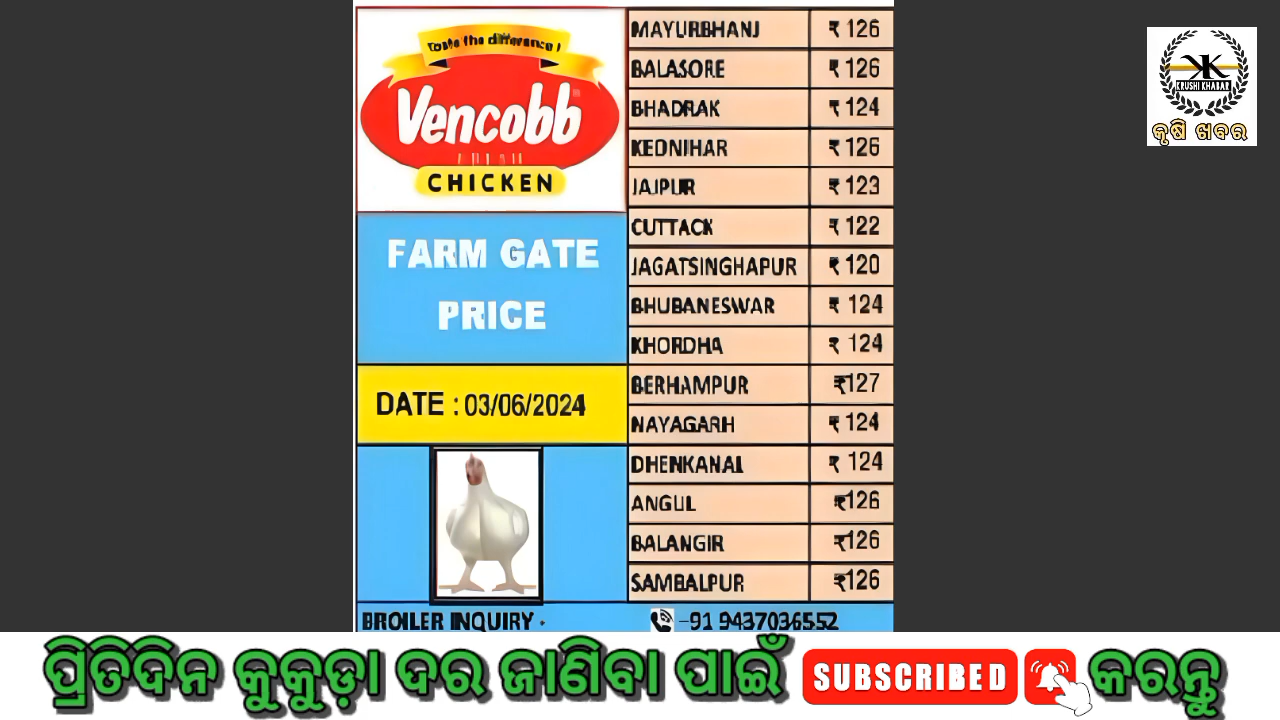 Taste the difference !
Vencobb
CHICKEN
FARM GATE
PRICE
DATE : 03/06/2024
MAYURBHANJ ₹ 126
BALASORE ₹ 126
BHADRAK ₹ 124
KEDNIHAR ₹ 126
JAJPUR ₹ 123
CUTTACK ₹ 122
JAGATSINGHAPUR ₹ 120
BHUBANESWAR ₹ 124
KHORDHA ₹ 124
BERHAMPUR ₹127
NAYAGARH ₹ 124
DHENKANAL ₹ 124
ANGUL ₹126
BALANGIR ₹126
SAMBALPUR ₹126
BROILER INQUIRY - -91 9437036552
KK
KRUSHI KHABAR
କୃଷି ଖବର
ପ୍ରତିଦିନ କୁକୁଡ଼ା ଦର ଜାଣିବା ପାଇଁ SUBSCRIBED କରନ୍ତୁ